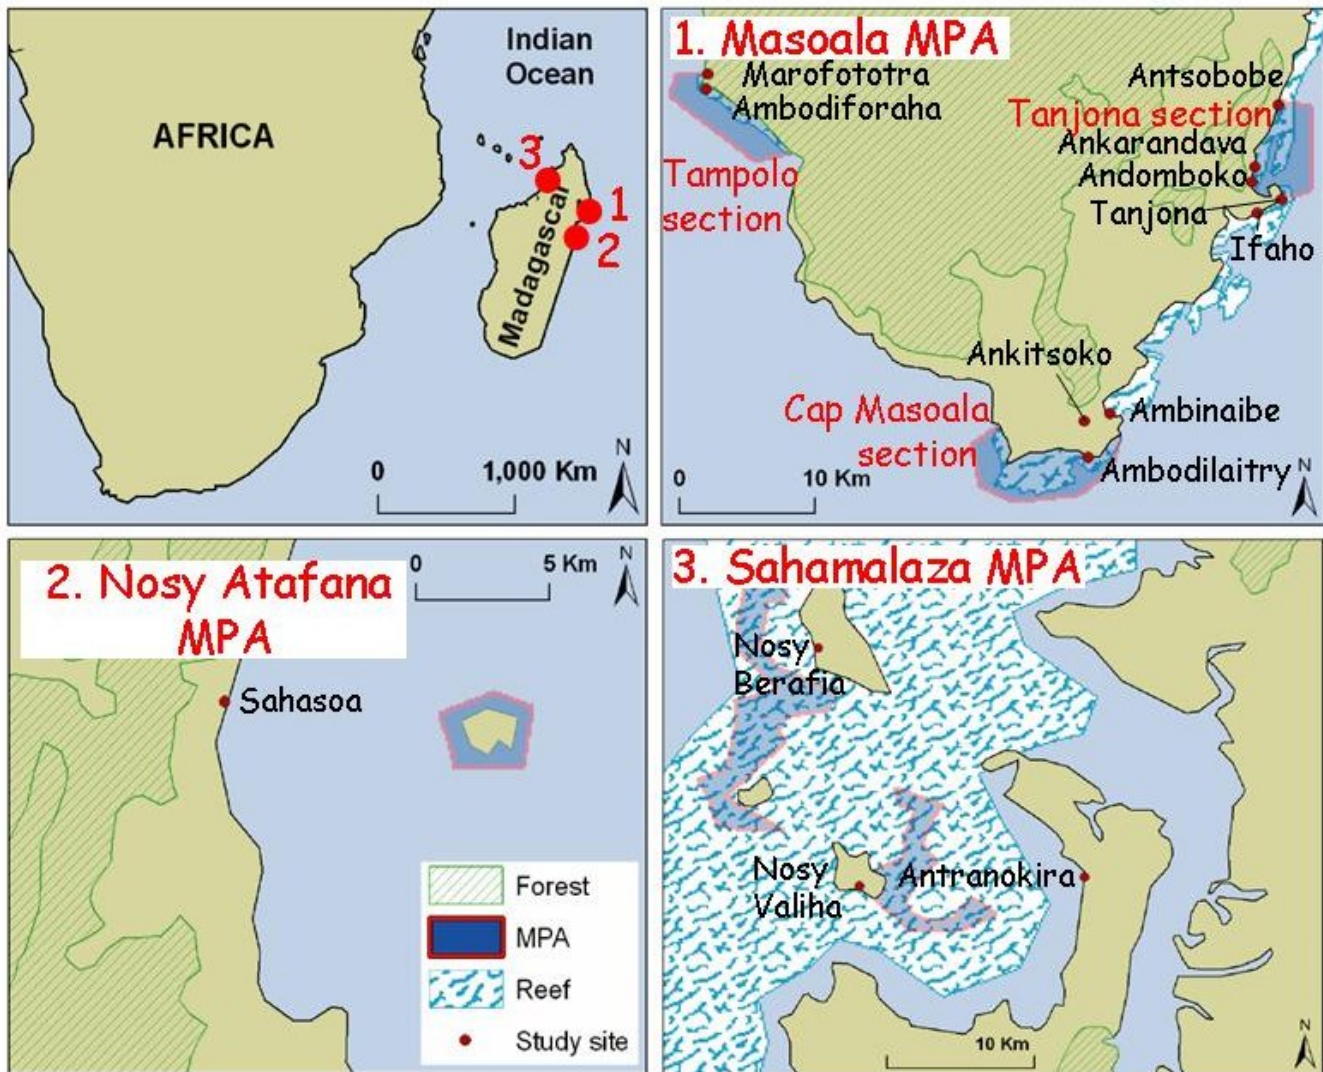 Indian
Ocean
AFRICA
3
1
2
Madagascar
N
0 1,000 Km
1. Masoala MPA
Marofototra
Ambodiforaha
Antsobobe
Tanjona section
Ankarandava
Andomboko
Tanjona
Ifaho
Tampolo
section
Ankitsoko
Cap Masoala
section
Ambinaibe
Ambodilaitry
0 10 Km
N
2. Nosy Atafana
MPA
0 5 Km
N
Sahasoa
Forest
MPA
Reef
Study site
3. Sahamalaza MPA
Nosy
Berafia
Nosy
Valiha
Antranokira
10 Km
N